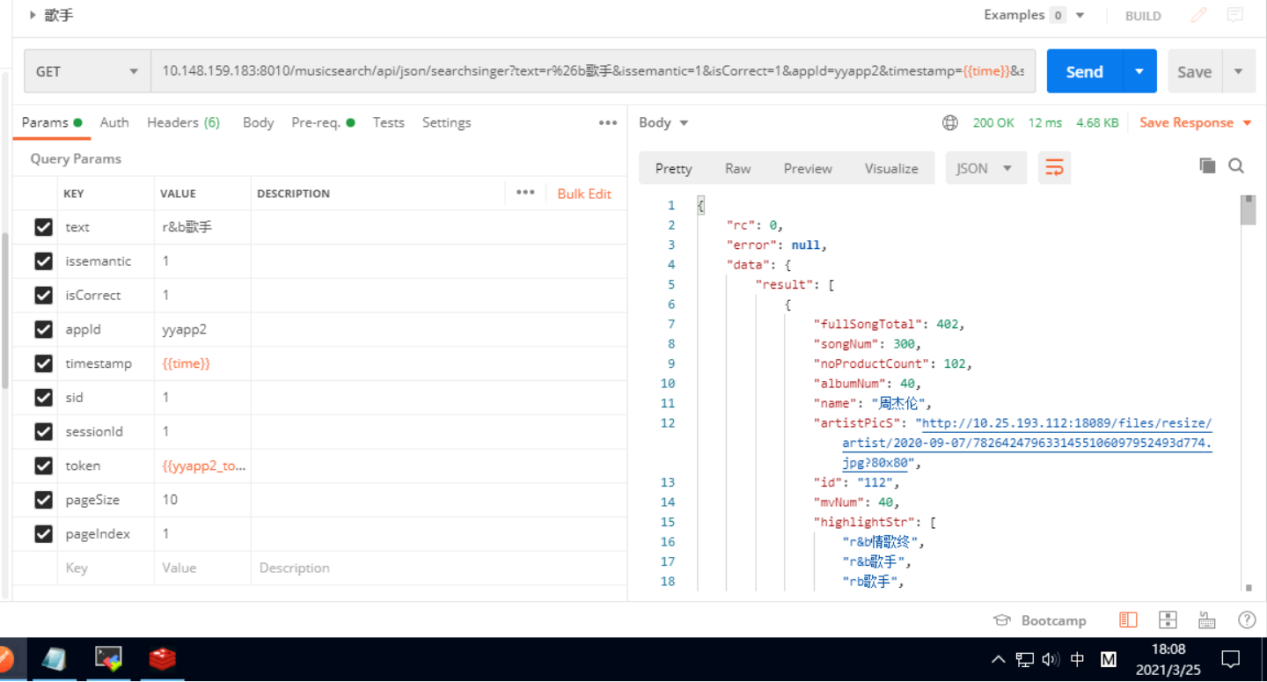 歌手
Examples 0
BUILD
GET
10.148.159.183:8010/musicsearch/api/json/searchsinger?text=r%26b歌手&issemantic=1&isCorrect=1&appId=yyapp2&timestamp={{time}}&s
Send
Save
Params
Auth
Headers (6)
Body
Pre-req.
Tests
Settings
Query Params
KEY VALUE DESCRIPTION
Bulk Edit
text r&b歌手
issemantic 1
isCorrect 1
appId yyapp2
timestamp {{time}}
sid 1
sessionId 1
token {{yyapp2_to...
pageSize 10
pageIndex 1
Key Value Description
Body
200 OK 12 ms 4.68 KB Save Response
Pretty Raw Preview Visualize JSON
1 {
2 "rc": 0,
3 "error": null,
4 "data": {
5 "result": [
6 {
7 "fullSongTotal": 402,
8 "songNum": 300,
9 "noProductCount": 102,
10 "albumNum": 40,
11 "name": "周杰伦",
12 "artistPicS": "http://10.25.193.112:18089/files/resize/
artist/2020-09-07/7826424796331455106097952493d774.
jpg?80x80",
13 "id": "112",
14 "mvNum": 40,
15 "highlightStr": [
16 "r&b情歌终",
17 "r&b歌手",
18 "rb歌手",
Bootcamp
中 M
18:08
2021/3/25